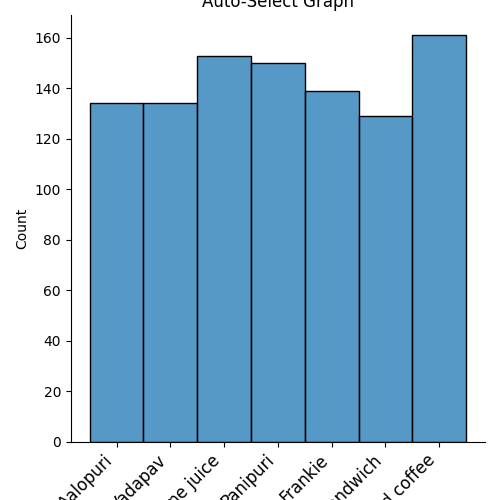 Auto-Select Graph
160
140
120
100
80
60
40
20
0
Count
Aalopuri
Vadapav
ne juice
Panipuri
Frankie
ndwich
d coffee